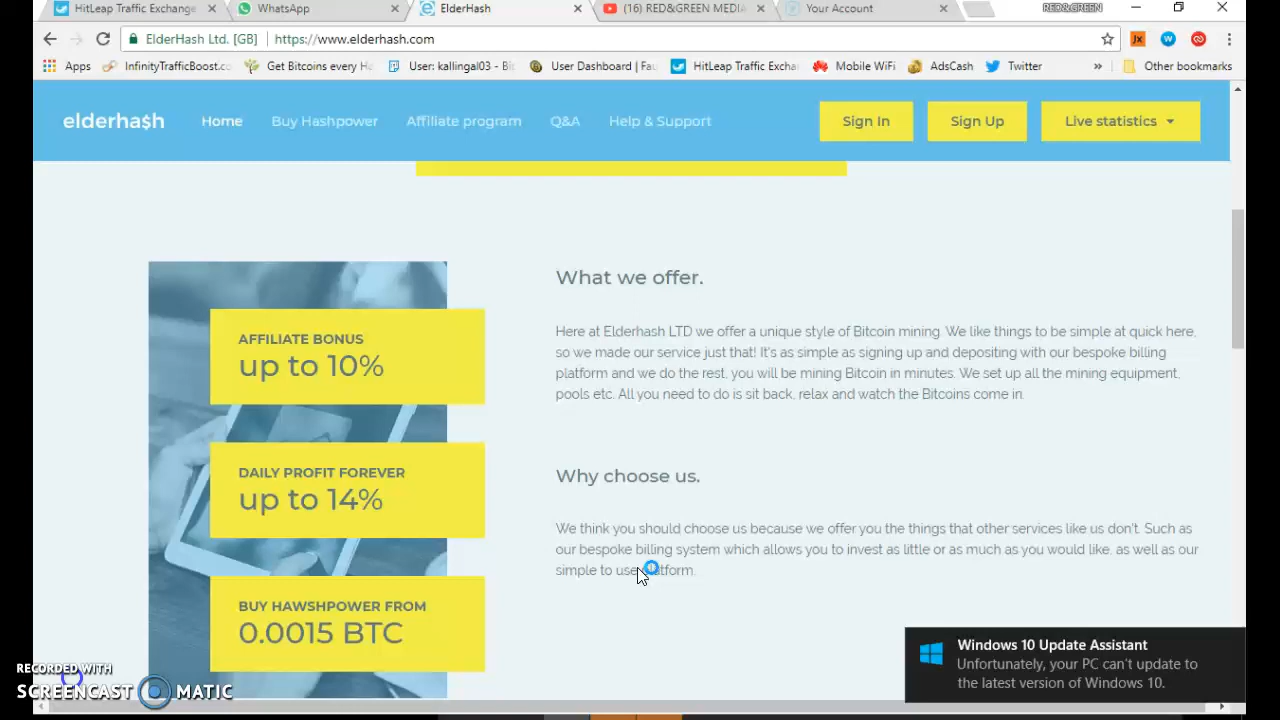 HitLeap Traffic Exchange
WhatsApp
ElderHash
(16) RED&GREEN MEDIA
Your Account
RED&GREEN
ElderHash Ltd. [GB]
https://www.elderhash.com
Apps
InfinityTrafficBoost.co
Get Bitcoins every H
User: kallingal03 - Bi
User Dashboard | Fau
HitLeap Traffic Excha
Mobile WiFi
AdsCash
Twitter
»
Other bookmarks
elderha$h
Home
Buy Hashpower
Affiliate program
Q&A
Help & Support
Sign In
Sign Up
Live statistics
AFFILIATE BONUS
up to 10%
DAILY PROFIT FOREVER
up to 14%
BUY HAWSHPOWER FROM
0.0015 BTC
What we offer.
Here at Elderhash LTD we offer a unique style of Bitcoin mining. We like things to be simple at quick here,
so we made our service just that! It's as simple as signing up and depositing with our bespoke billing
platform and we do the rest, you will be mining Bitcoin in minutes. We set up all the mining equipment,
pools etc. All you need to do is sit back, relax and watch the Bitcoins come in.
Why choose us.
We think you should choose us because we offer you the things that other services like us don't. Such as
our bespoke billing system which allows you to invest as little or as much as you would like, as well as our
simple to use platform.
Windows 10 Update Assistant
Unfortunately, your PC can't update to
the latest version of Windows 10.
RECORDED WITH
SCREENCAST MATIC